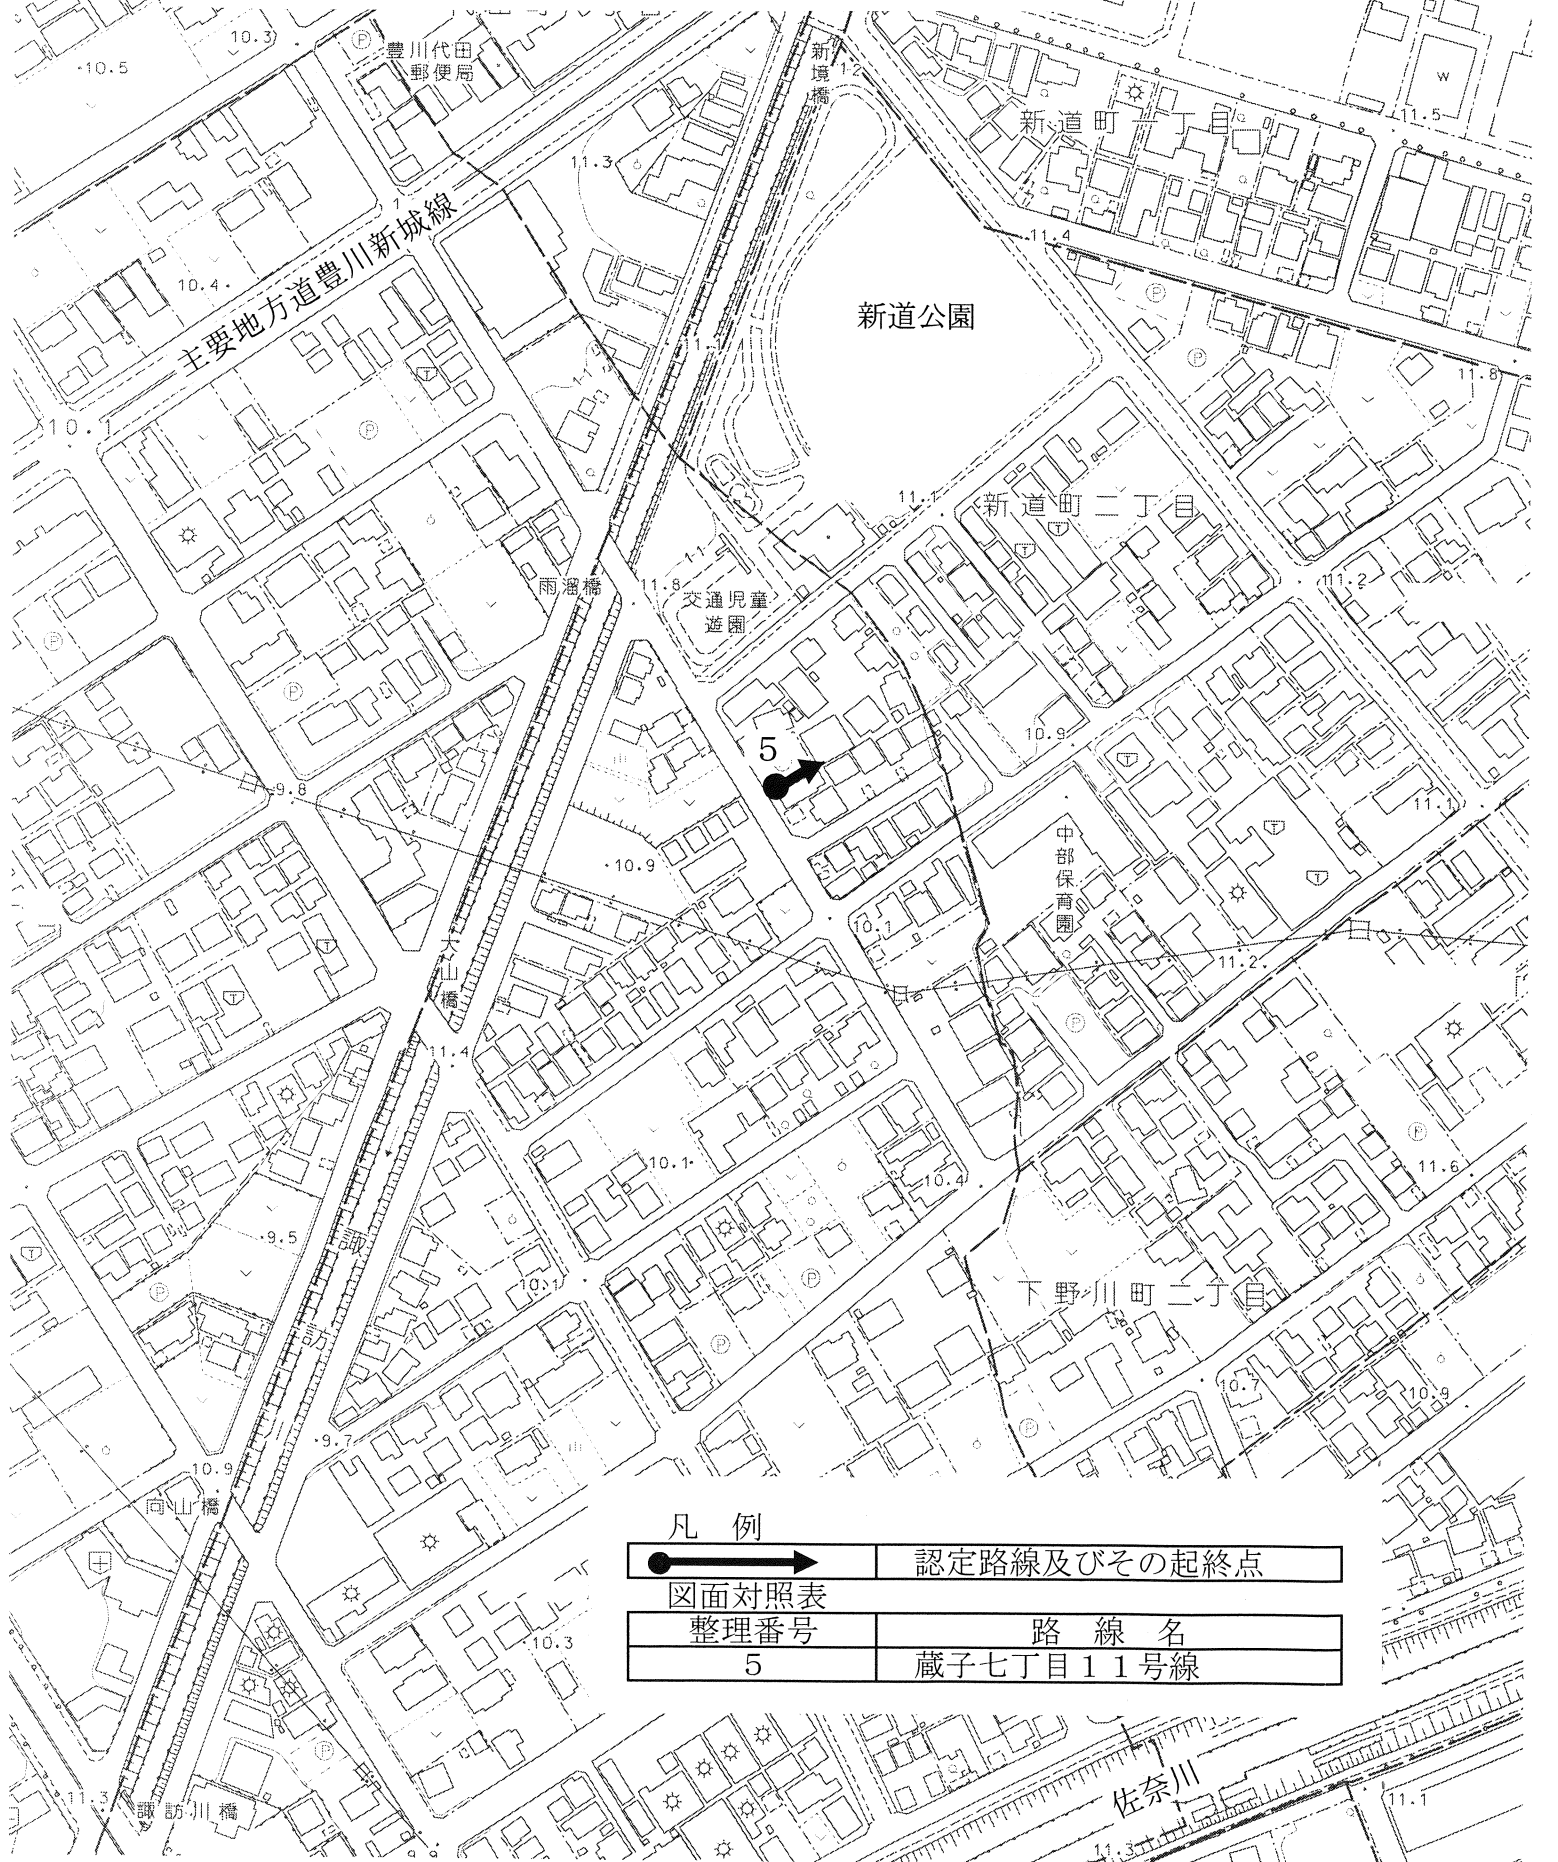 10.3
・10.5
豊川代田
郵便局
新境橋
12
W
11.5
新道町一丁目
11.3
11.4
主要地方道豊川新城線
10.4・
新道公園
11.1
11.8
10.1
11.1
新道町二丁目
雨溜橋
11.8
11.2
交通児童
遊園
5
10.9
9.8
11.1
中部保育園
・10.9
10.1
11.2
大山橋
11.4
10.1・
10.4
11.6
・9.5
諏
10.1
下野川町二丁目
訪
10.7
10.9
・9.7
川
10.9
向山橋
凡 例
認定路線及びその起終点
図面対照表
整理番号 路 線 名
5 蔵子七丁目11号線
・10.3
佐奈川
11.3
諏訪川橋
11.1
11.3